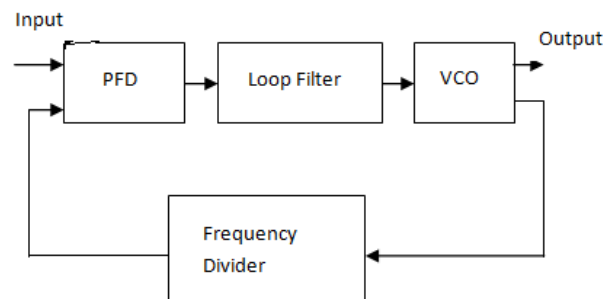 Input
Output
PFD
Loop Filter
VCO
Frequency
Divider